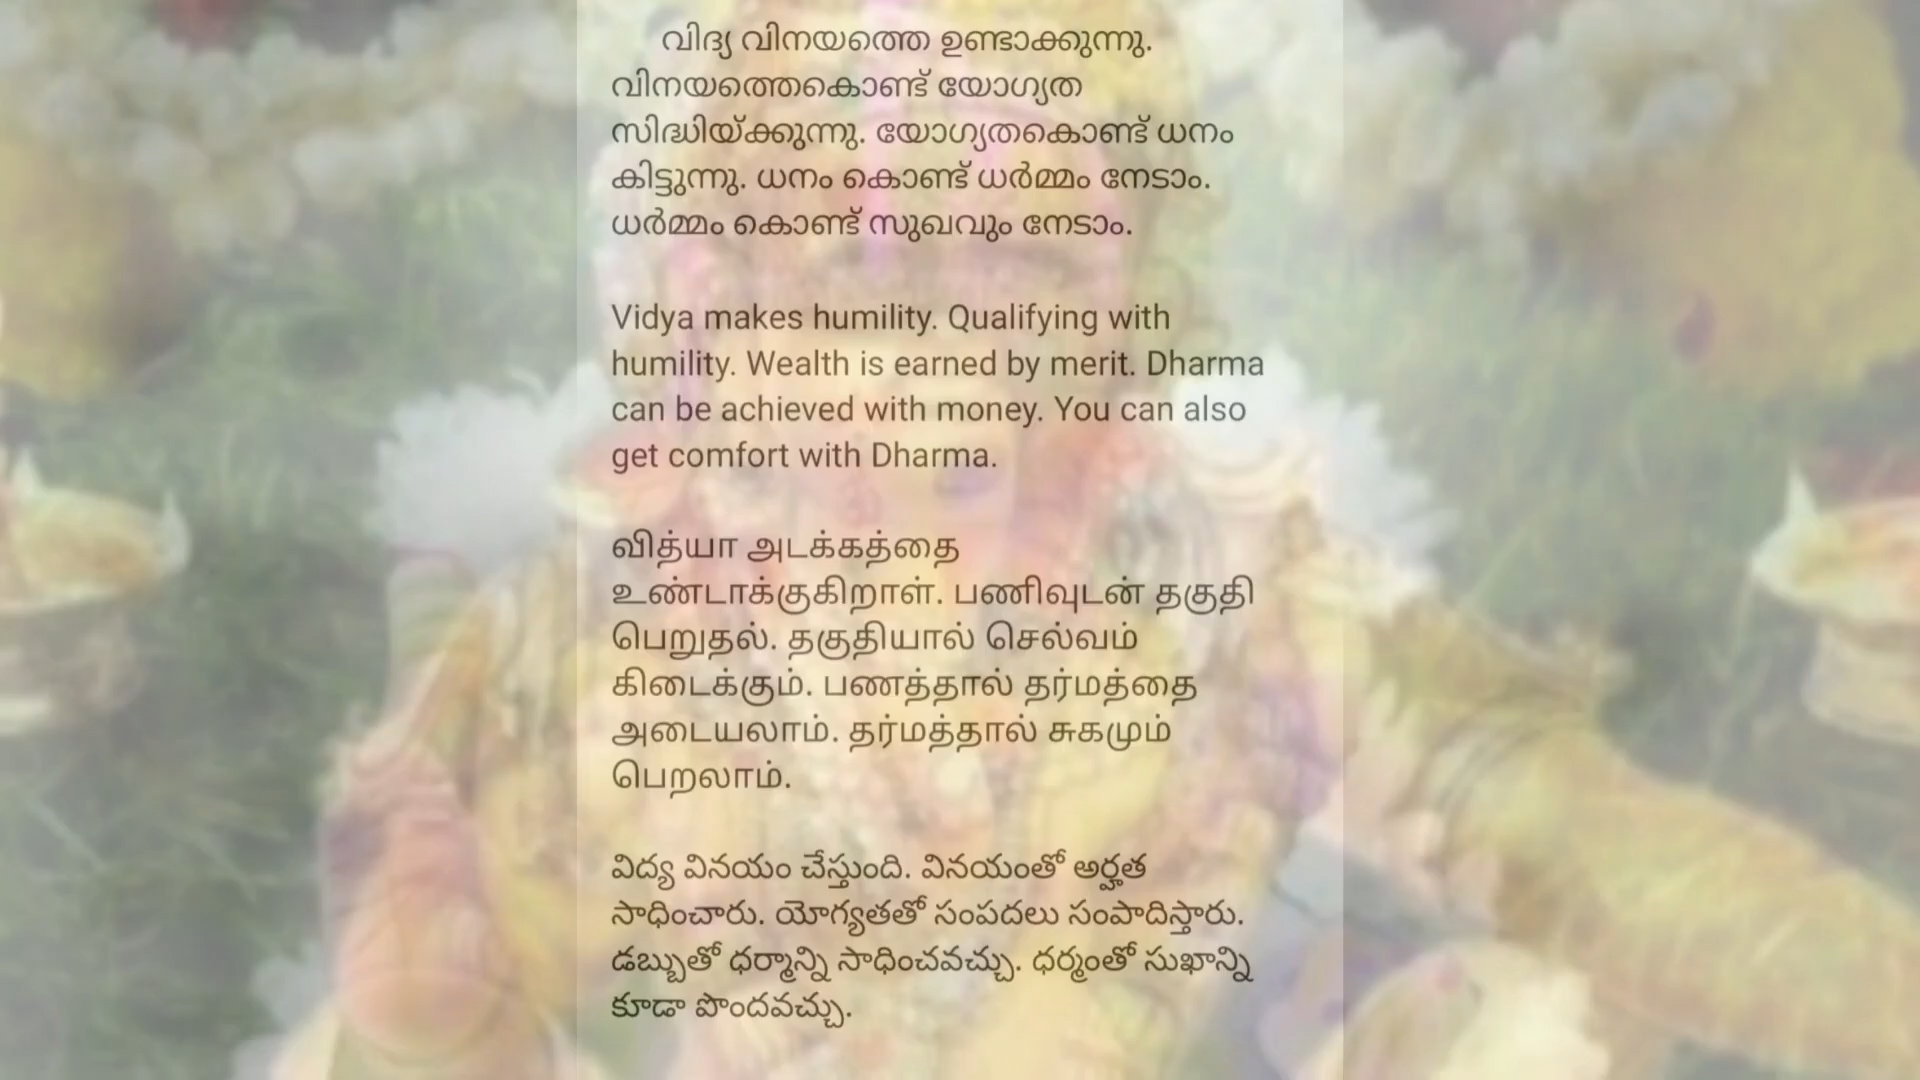 വിദ്യ വിനയത്തെ ഉണ്ടാക്കുന്നു.
വിനയത്തെകൊണ്ട് യോഗ്യത
സിദ്ധിയ്ക്കുന്നു. യോഗ്യതകൊണ്ട് ധനം
കിട്ടുന്നു. ധനം കൊണ്ട് ധർമ്മം നേടാം.
ധർമ്മം കൊണ്ട് സുഖവും നേടാം.
Vidya makes humility. Qualifying with
humility. Wealth is earned by merit. Dharma
can be achieved with money. You can also
get comfort with Dharma.
வித்யா அடக்கத்தை
உண்டாக்குகிறாள். பணிவுடன் தகுதி
பெறுதல். தகுதியால் செல்வம்
கிடைக்கும். பணத்தால் தர்மத்தை
அடையலாம். தர்மத்தால் சுகமும்
பெறலாம்.
విద్య వినయం చేస్తుంది. వినయంతో అర్హత
సాధించారు. యోగ్యతతో సంపదలు సంపాదిస్తారు.
డబ్బుతో ధర్మాన్ని సాధించవచ్చు. ధర్మంతో సుఖాన్ని
కూడా పొందవచ్చు.